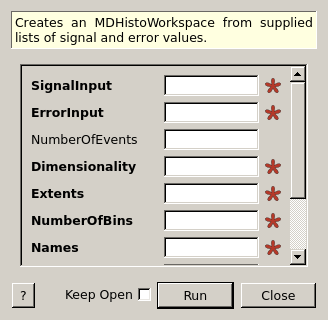 Creates an MDHistoWorkspace from supplied
lists of signal and error values.
SignalInput
ErrorInput
NumberOfEvents
Dimensionality
Extents
NumberOfBins
Names
? Keep Open Run Close